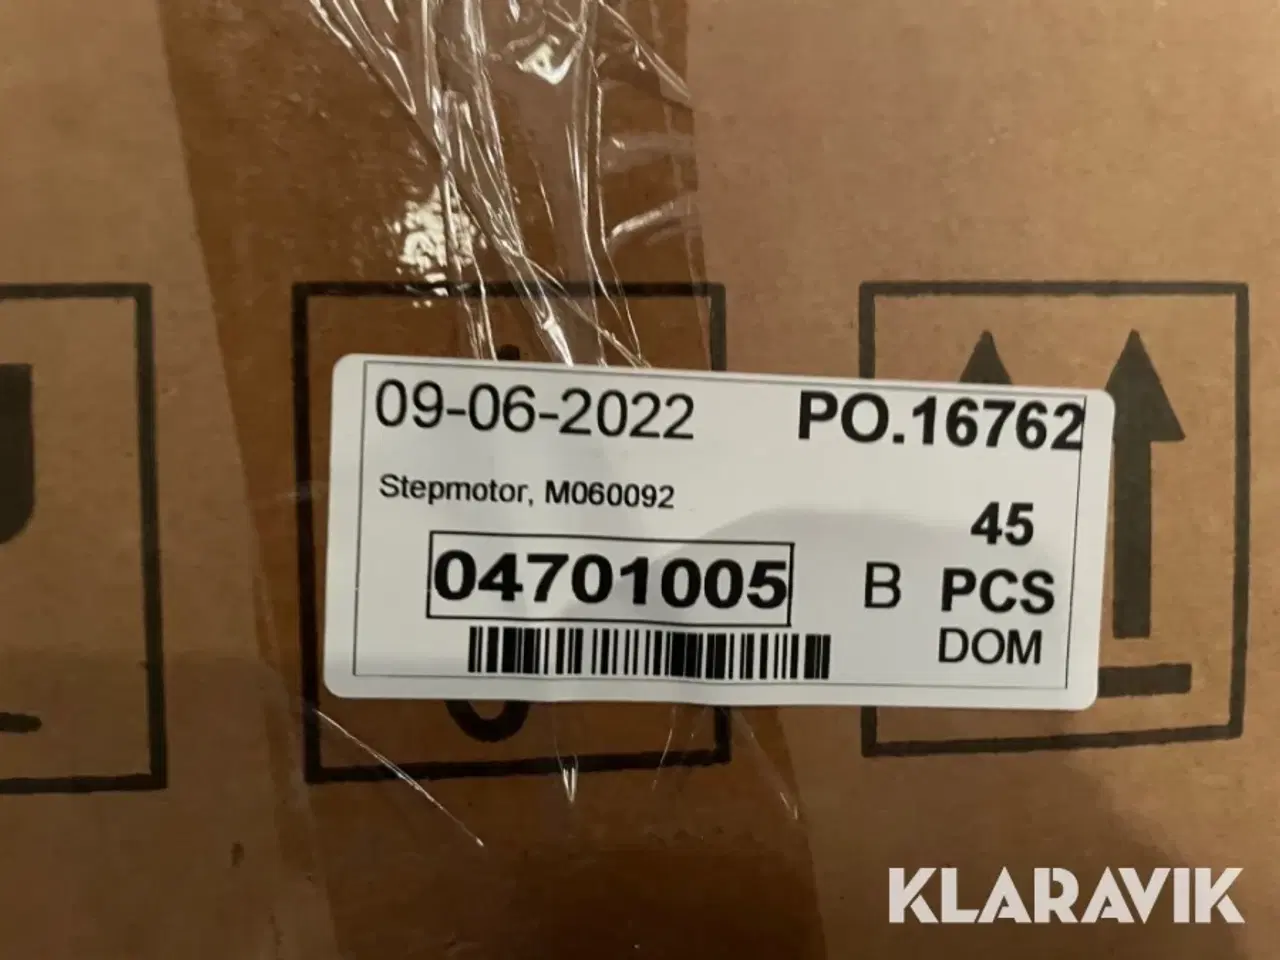 09-06-2022 PO.16762
Stepmotor, M060092
45
04701005 B PCS
DOM
KLARAVIK